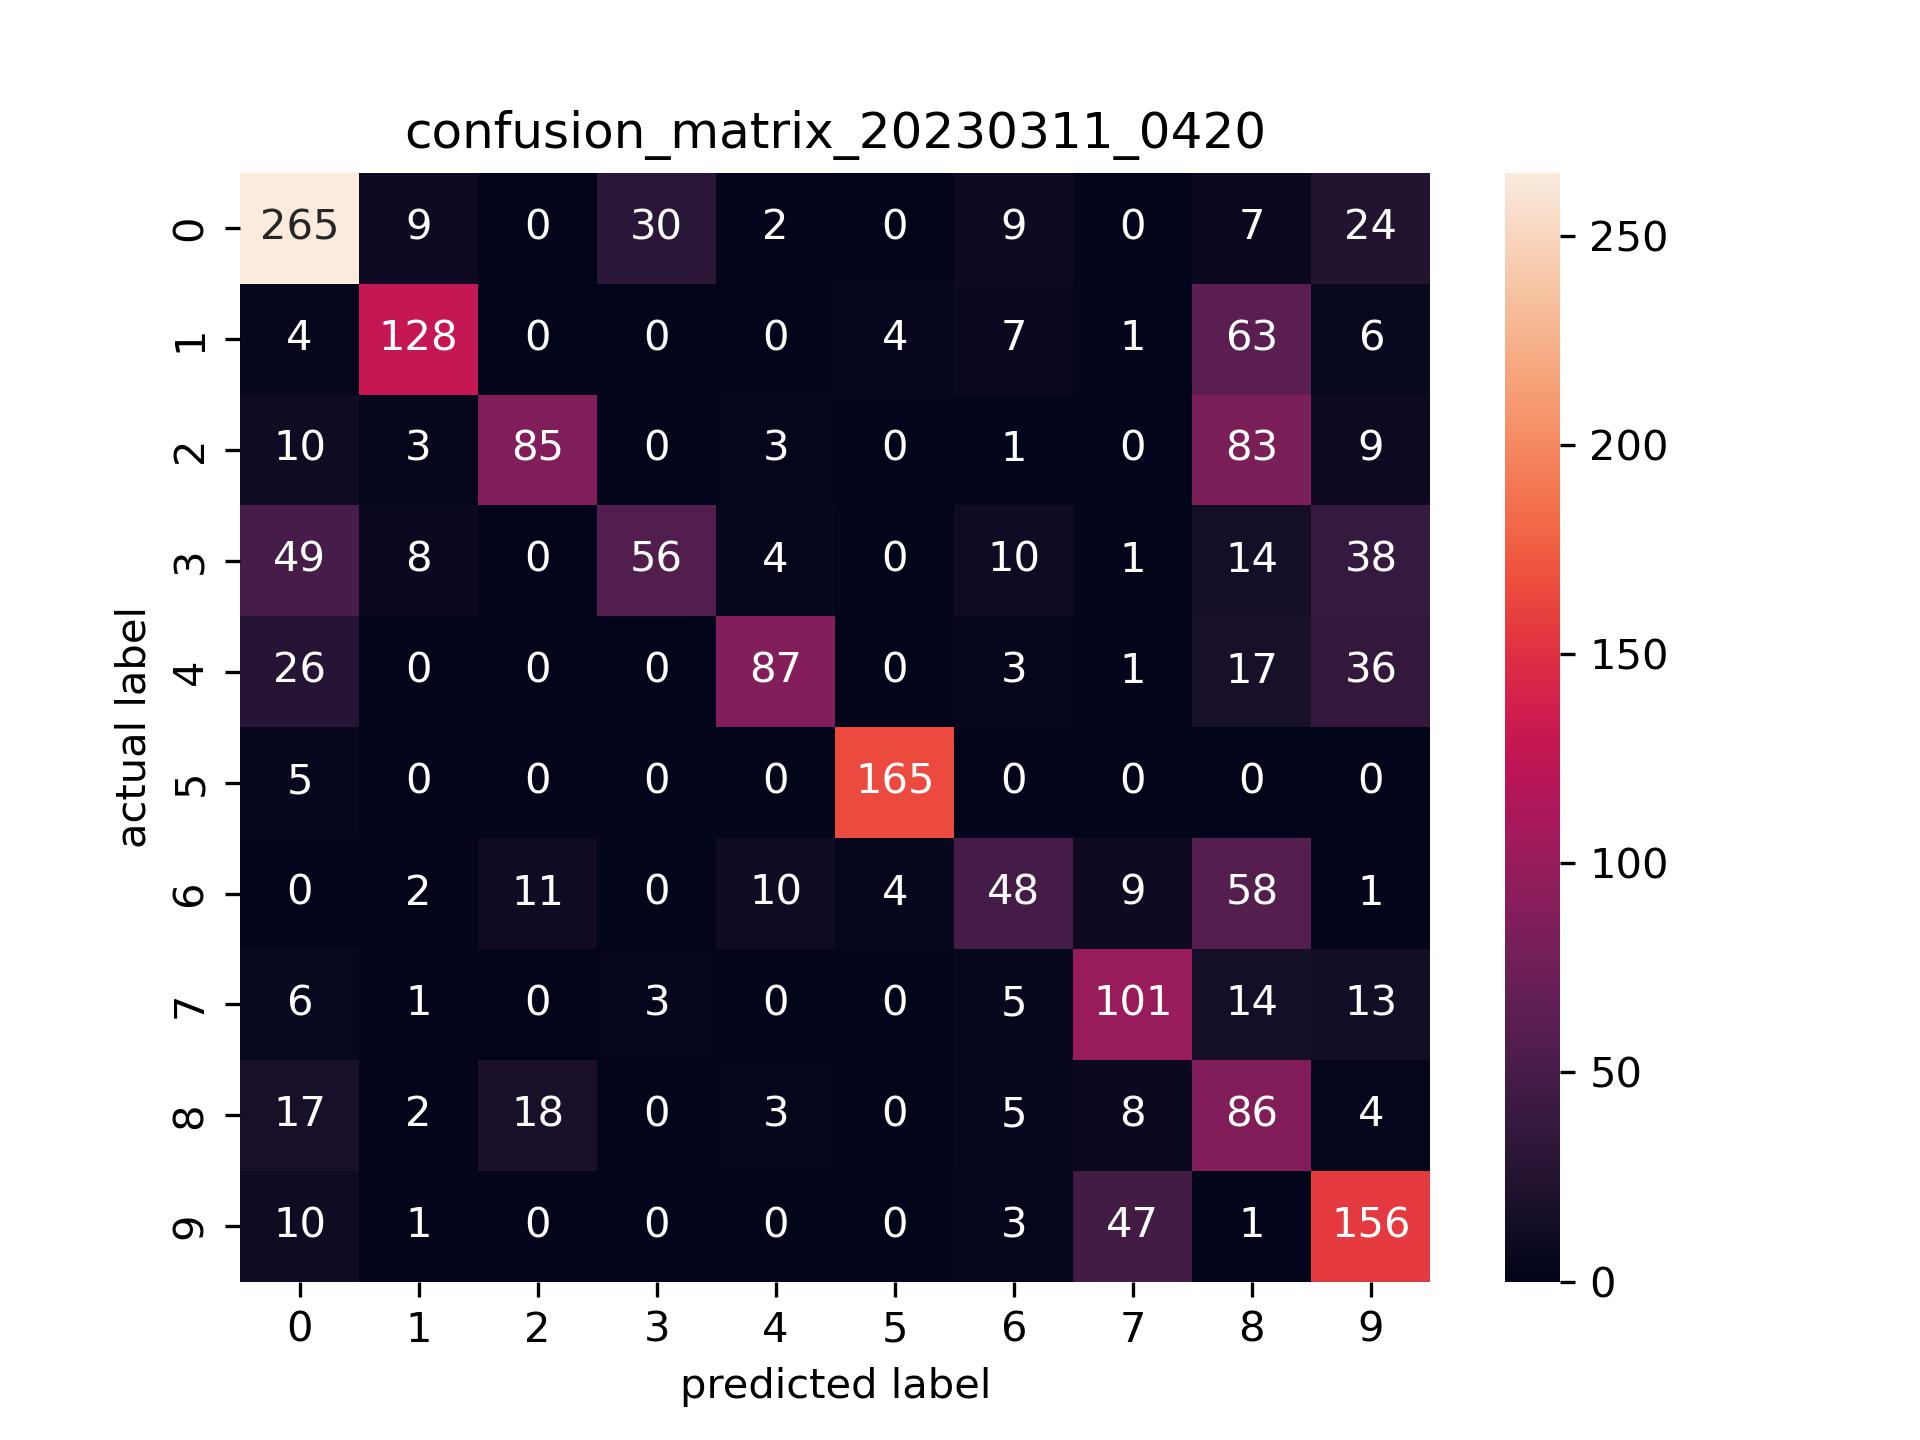 confusion_matrix_20230311_0420
0 265 9 0 30 2 0 9 0 7 24
1 4 128 0 0 0 4 7 1 63 6
2 10 3 85 0 3 0 1 0 83 9
3 49 8 0 56 4 0 10 1 14 38
4 26 0 0 0 87 0 3 1 17 36
5 5 0 0 0 0 165 0 0 0 0
6 0 2 11 0 10 4 48 9 58 1
7 6 1 0 3 0 0 5 101 14 13
8 17 2 18 0 3 0 5 8 86 4
9 10 1 0 0 0 0 3 47 1 156
0 1 2 3 4 5 6 7 8 9
predicted label
actual label
250
200
150
100
50
0